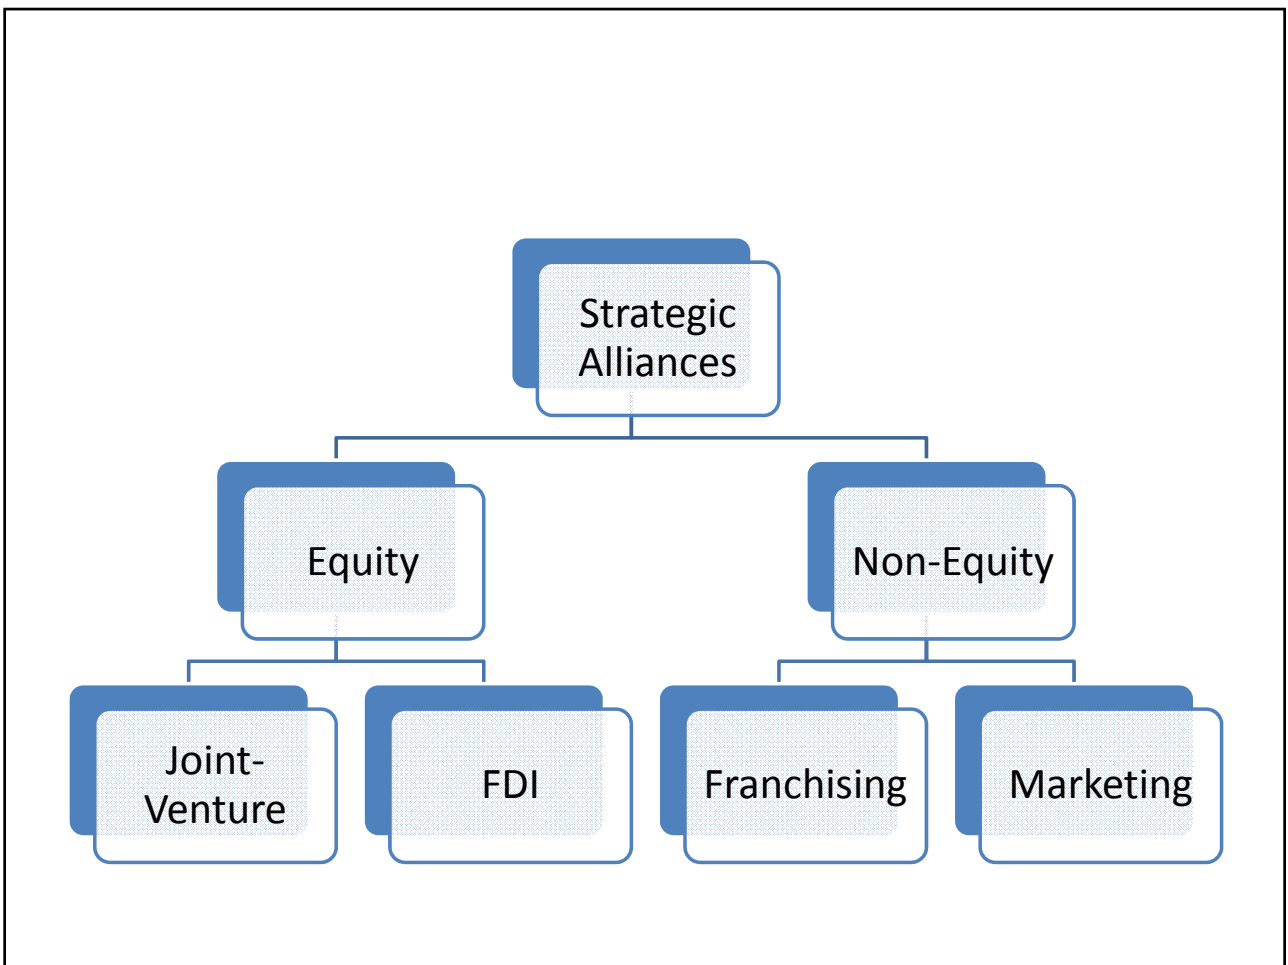 Strategic
Alliances
Equity
Non-Equity
Joint-
Venture
FDI
Franchising
Marketing